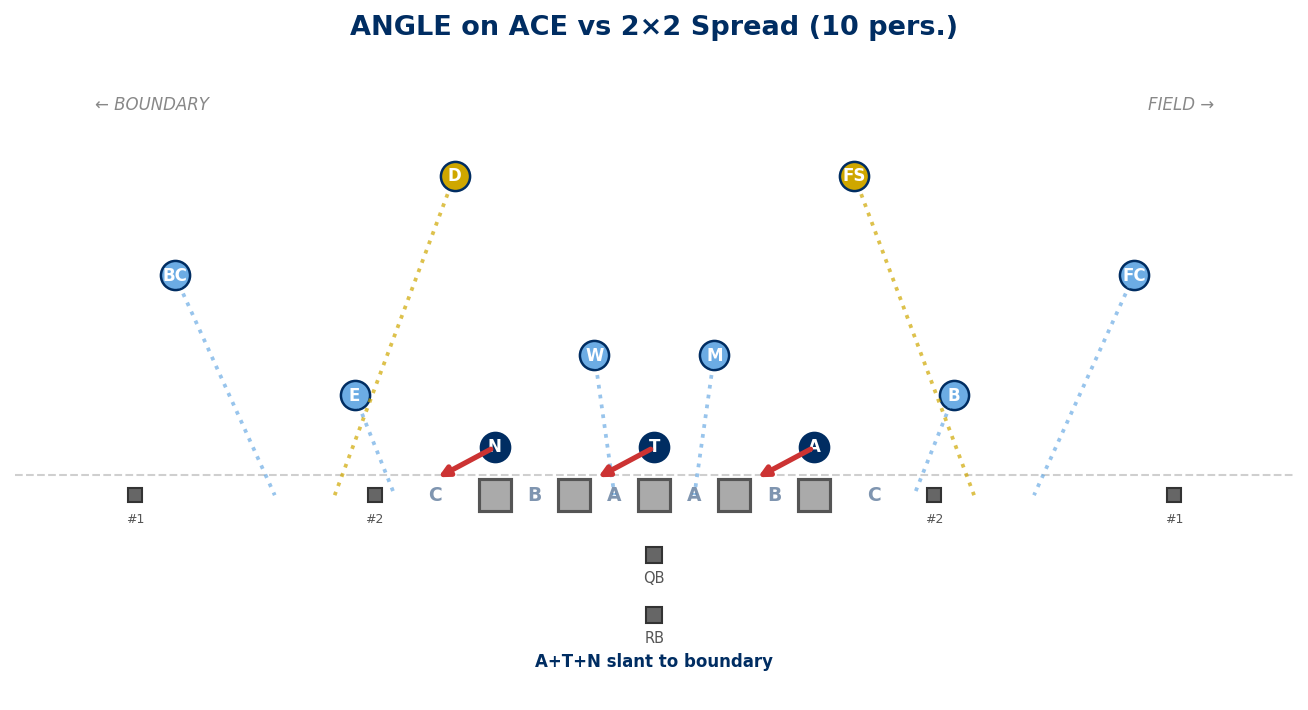 ANGLE on ACE vs 2×2 Spread (10 pers.)
← BOUNDARY
FIELD →
D
FS
BC
FC
W
M
E
B
N
T
A
C
B
A
A
B
C
#1
#2
#2
#1
QB
RB
A+T+N slant to boundary